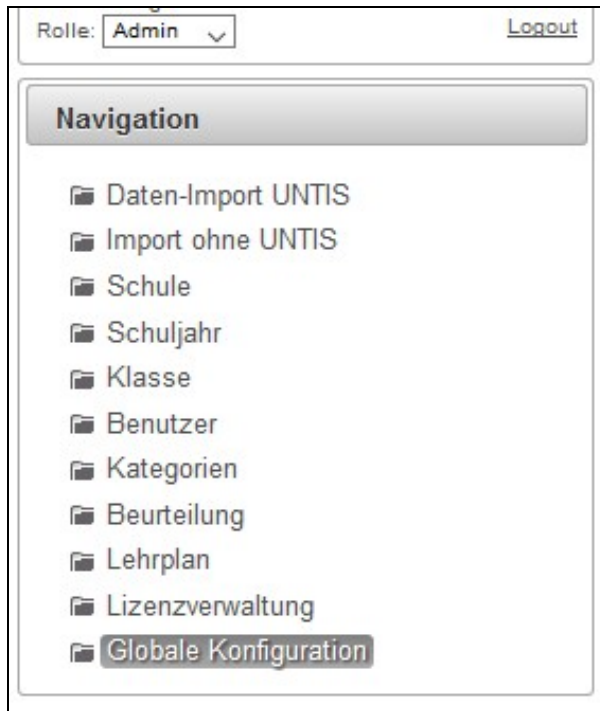 Rolle: Admin Logout
Navigation
Daten-Import UNTIS
Import ohne UNTIS
Schule
Schuljahr
Klasse
Benutzer
Kategorien
Beurteilung
Lehrplan
Lizenzverwaltung
Globale Konfiguration